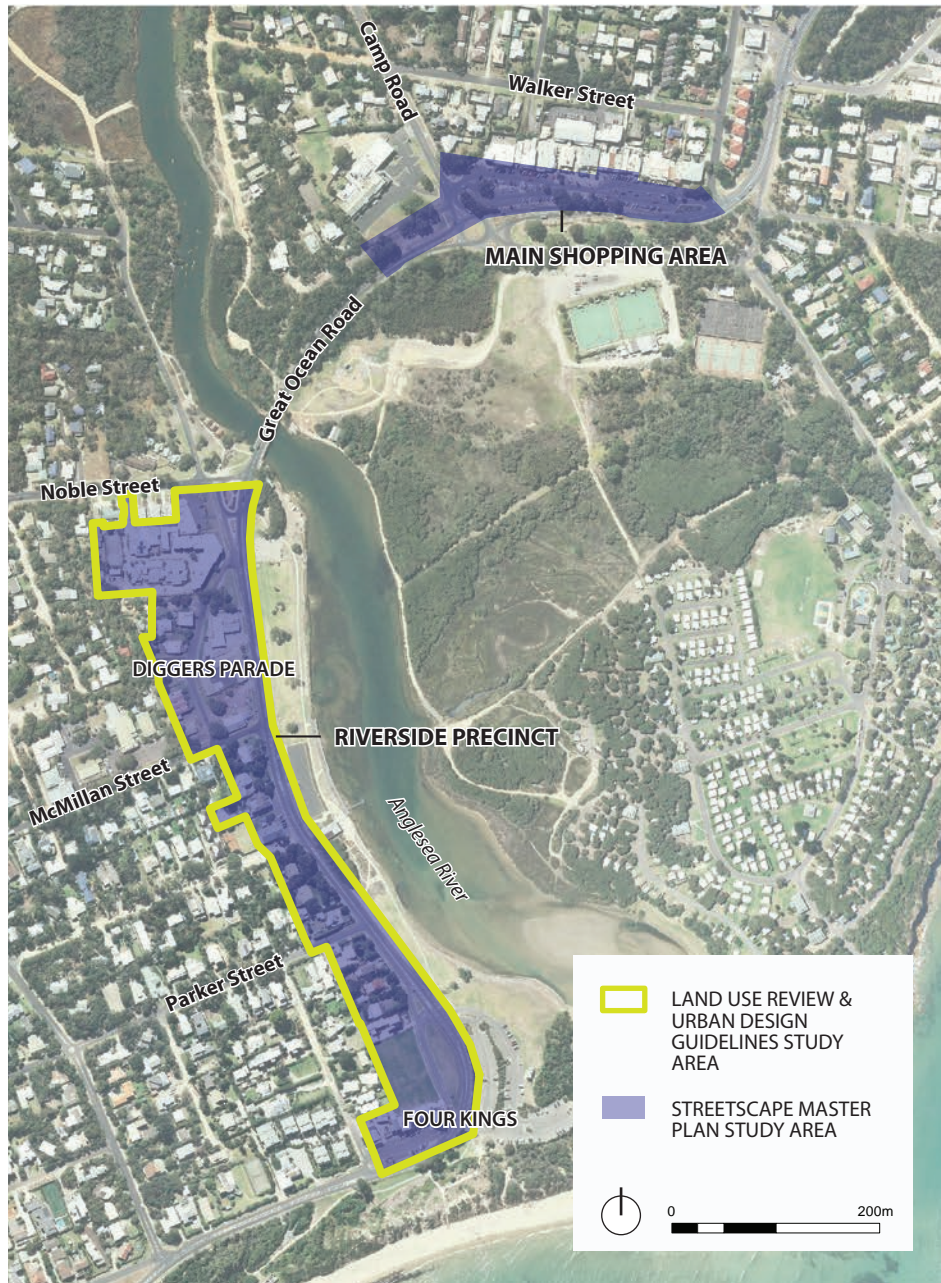 Camp Road
Walker Street
MAIN SHOPPING AREA
Great Ocean Road
Noble Street
DIGGERS PARADE
RIVERSIDE PRECINCT
McMillan Street
Anglesea River
Parker Street
FOUR KINGS
LAND USE REVIEW &
URBAN DESIGN
GUIDELINES STUDY
AREA
STREETSCAPE MASTER
PLAN STUDY AREA
0
200m